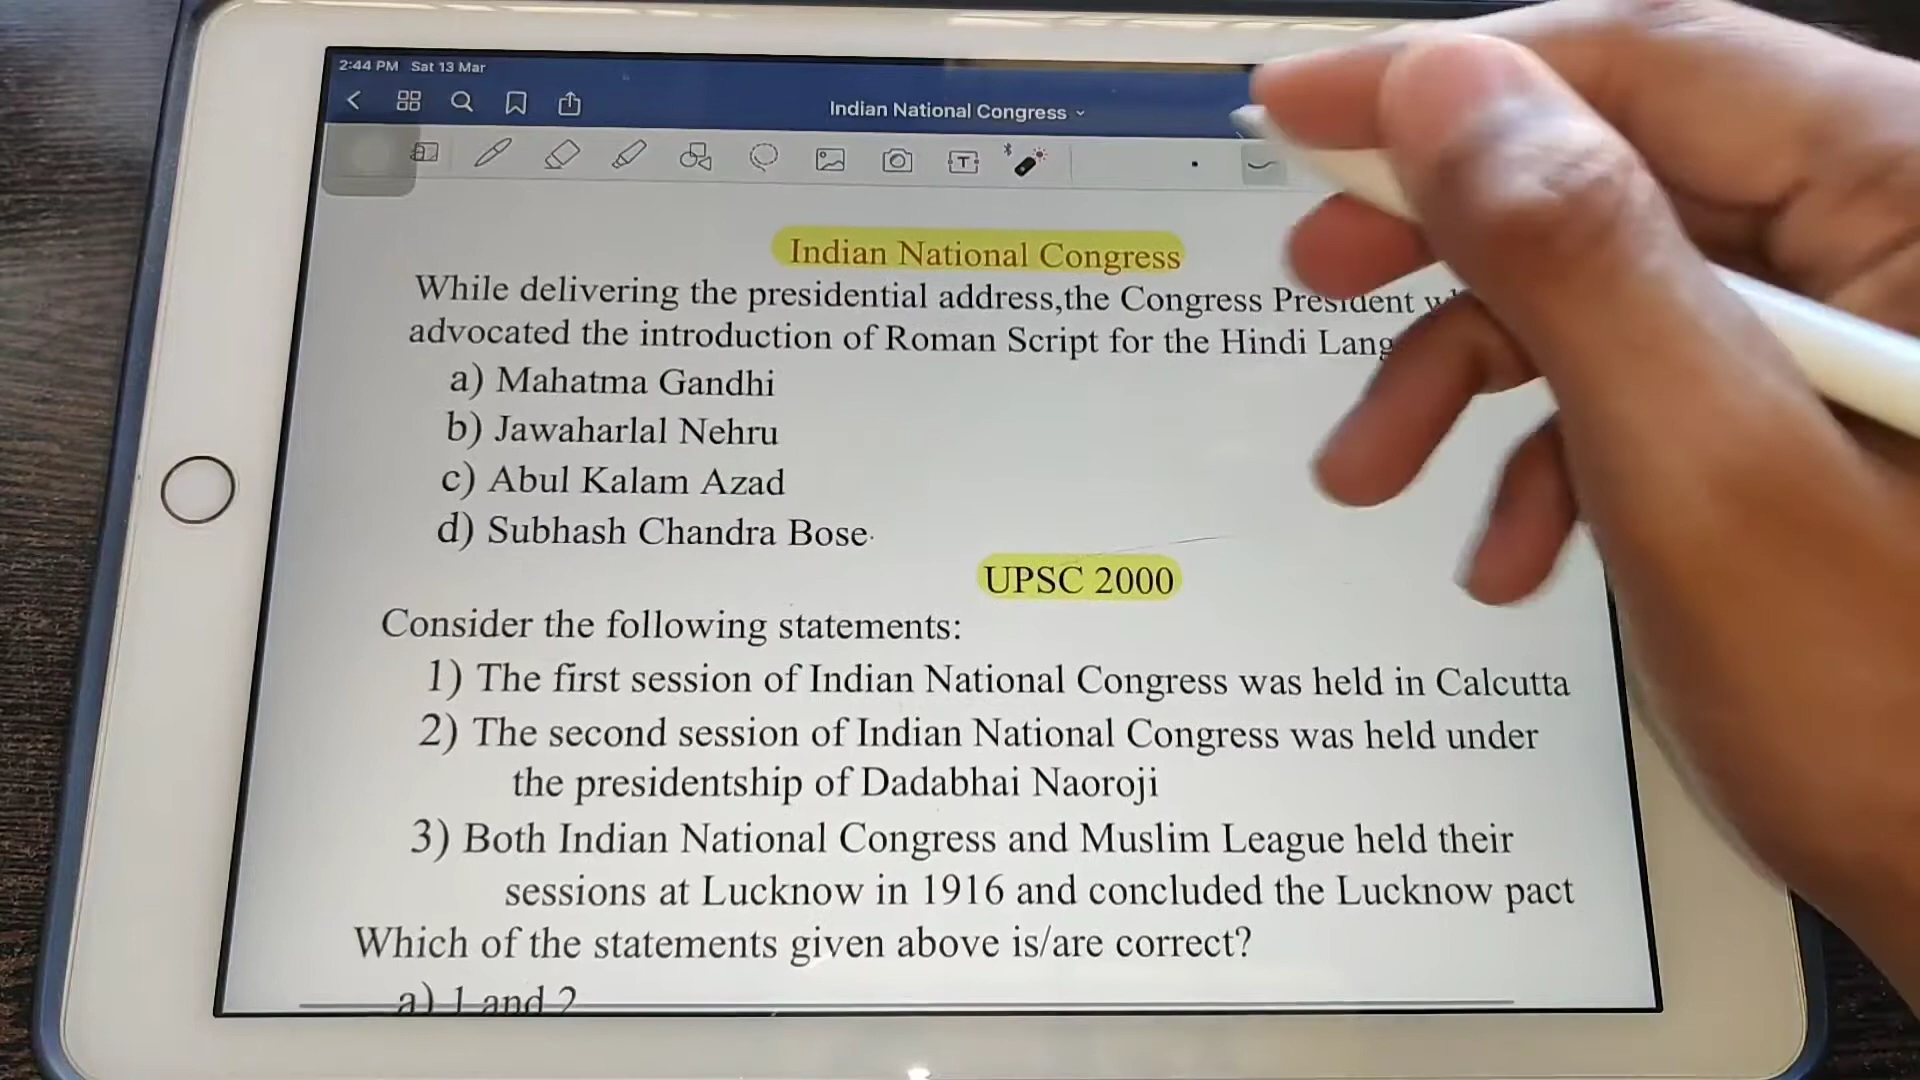 2:44 PM Sat 13 Mar
Indian National Congress
T
Indian National Congress
While delivering the presidential address,the Congress President
advocated the introduction of Roman Script for the Hindi
a) Mahatma Gandhi
b) Jawaharlal Nehru
c) Abul Kalam Azad
d) Subhash Chandra Bose
UPSC 2000
Consider the following statements:
1) The first session of Indian National Congress was held in Calcutta
2) The second session of Indian National Congress was held under
the presidentship of Dadabhai Naoroji
3) Both Indian National Congress and Muslim League held their
sessions at Lucknow in 1916 and concluded the Lucknow pact
Which of the statements given above is/are correct?
a) 1 and 2